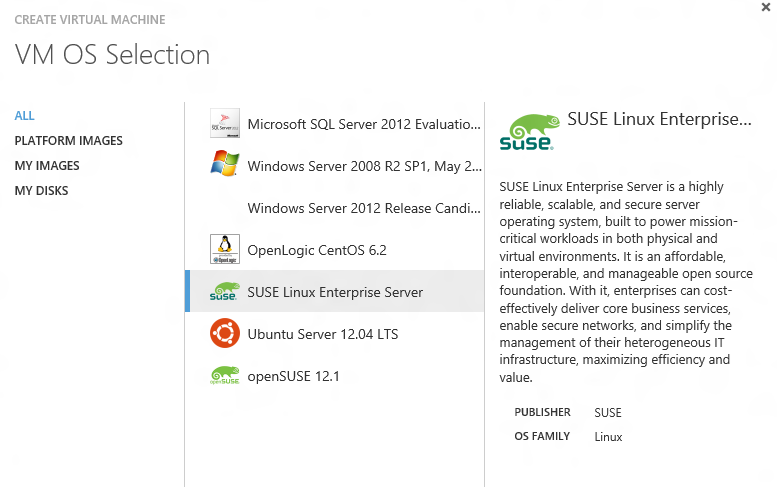 CREATE VIRTUAL MACHINE
VM OS Selection
ALL
PLATFORM IMAGES
MY IMAGES
MY DISKS
Microsoft SQL Server 2012 Evaluatio...
Windows Server 2008 R2 SP1, May 2...
Windows Server 2012 Release Candi...
OpenLogic CentOS 6.2
SUSE Linux Enterprise Server
Ubuntu Server 12.04 LTS
openSUSE 12.1
SUSE
SUSE Linux Enterprise...
SUSE Linux Enterprise Server is a highly
reliable, scalable, and secure server
operating system, built to power mission-
critical workloads in both physical and
virtual environments. It is an affordable,
interoperable, and manageable open source
foundation. With it, enterprises can cost-
effectively deliver core business services,
enable secure networks, and simplify the
management of their heterogeneous IT
infrastructure, maximizing efficiency and
value.
PUBLISHER SUSE
OS FAMILY Linux